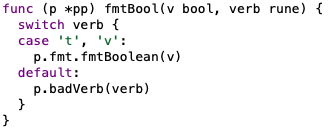 func (p *pp) fmtBool(v bool, verb rune) {
  switch verb {
  case 't', 'v':
    p.fmt.fmtBoolean(v)
  default:
    p.badVerb(verb)
  }
}